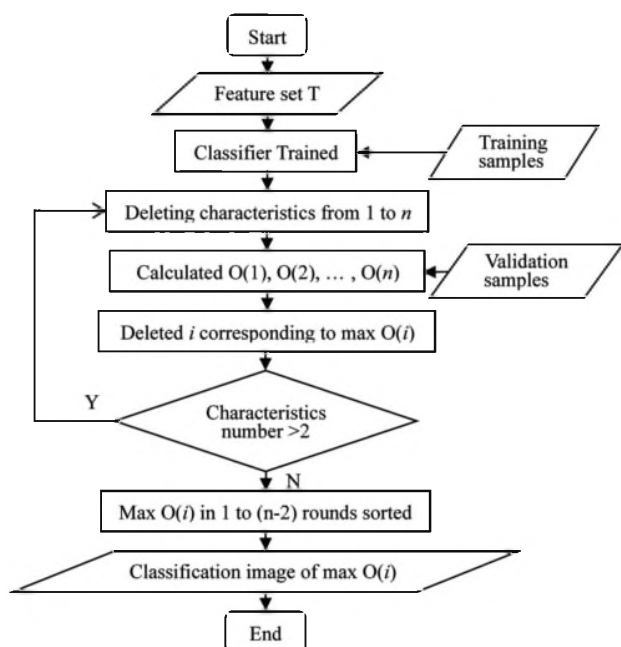 Start
Feature set T
Classifier Trained
Training
samples
Deleting characteristics from 1 to n
Calculated O(1), O(2), … , O(n)
Validation
samples
Deleted i corresponding to max O(i)
Y
Characteristics
number >2
N
Max O(i) in 1 to (n-2) rounds sorted
Classification image of max O(i)
End